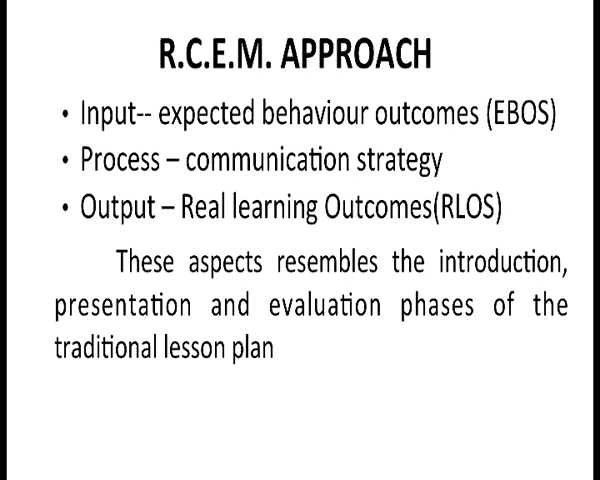 R.C.E.M. APPROACH
• Input-- expected behaviour outcomes (EBOS)
• Process – communication strategy
• Output – Real learning Outcomes(RLOS)
These aspects resembles the introduction,
presentation and evaluation phases of the
traditional lesson plan